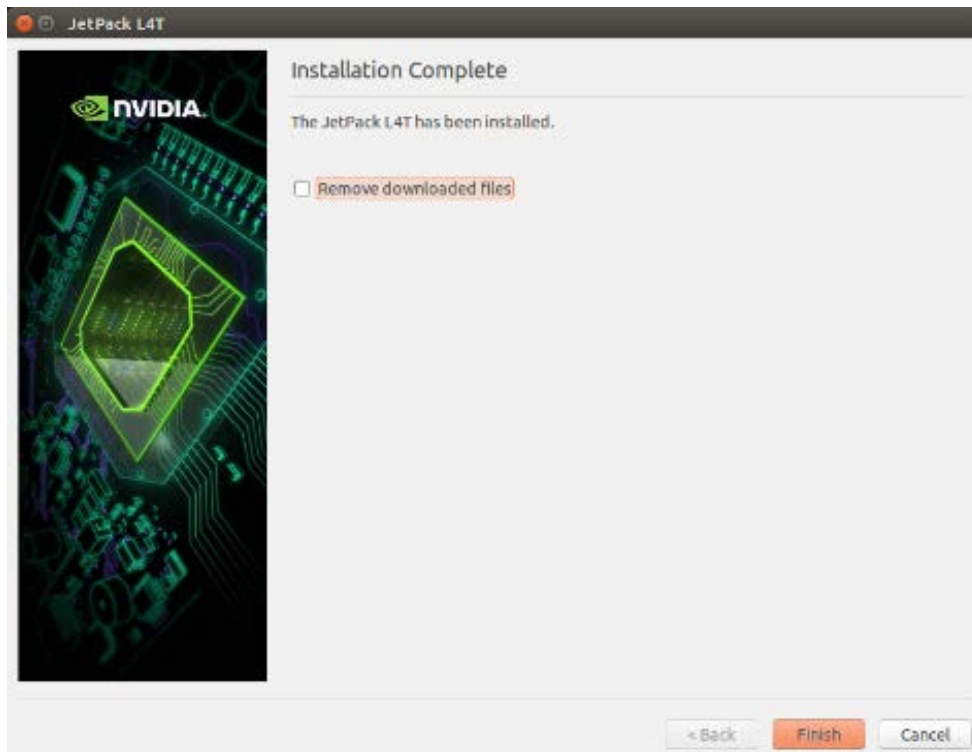 JetPack L4T
Installation Complete
nVIDIA.
The JetPack L4T has been installed.
Remove downloaded files
< Back Finish Cancel